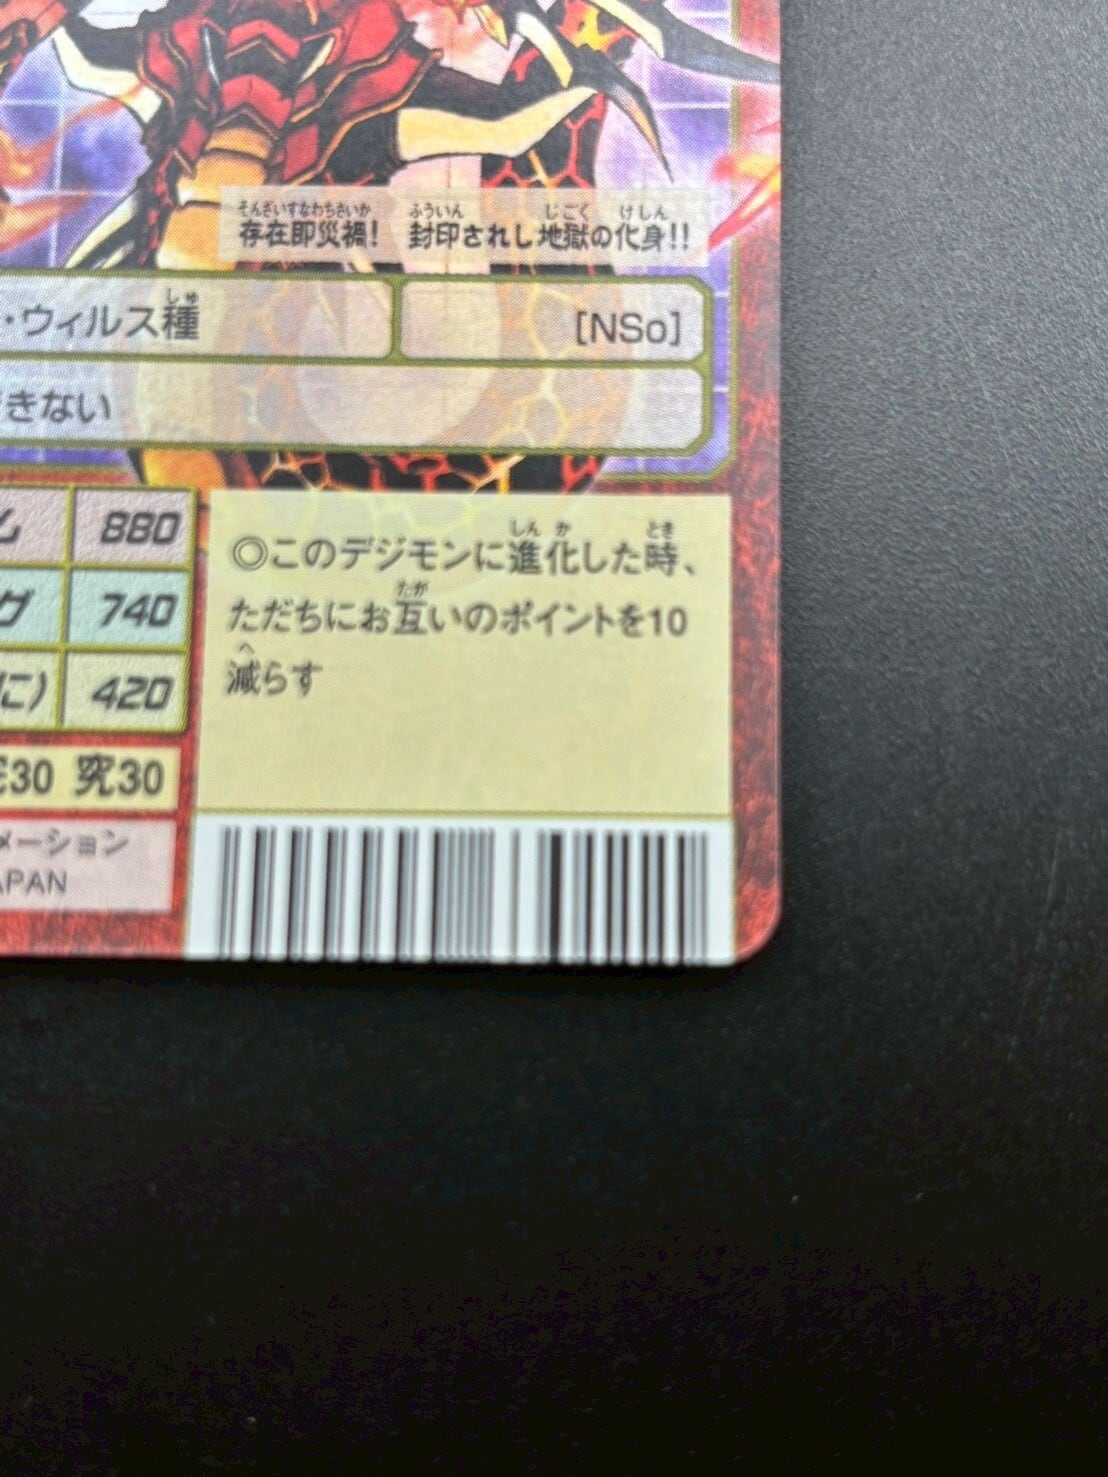 存在即災禍! 封印されし地獄の化身!!
そんざいすなわちさいか ふういん じごく けしん
・ウィルス種
しゅ
[NSo]
きない
880
グ 740
に) 420
30 究30
メーション
APAN
◎このデジモンに進化した時、
しんか とき
ただちにお互いのポイントを10
たが
減らす
へ